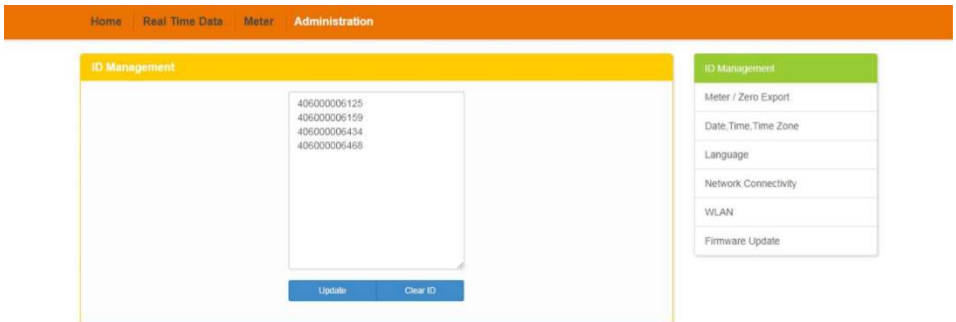 Home Real Time Data Meter Administration
ID Management
406000006125
406000006159
406000006434
406000006468
Update Clear ID
ID Management
Meter / Zero Export
Date,Time,Time Zone
Language
Network Connectivity
WLAN
Firmware Update